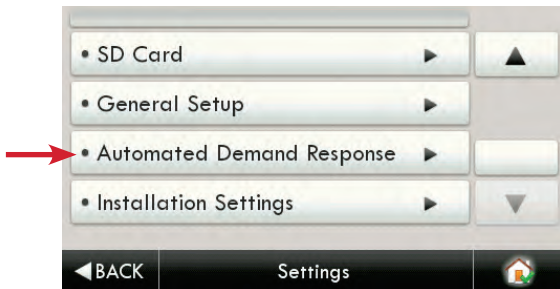 • SD Card
• General Setup
• Automated Demand Response
• Installation Settings
BACK Settings